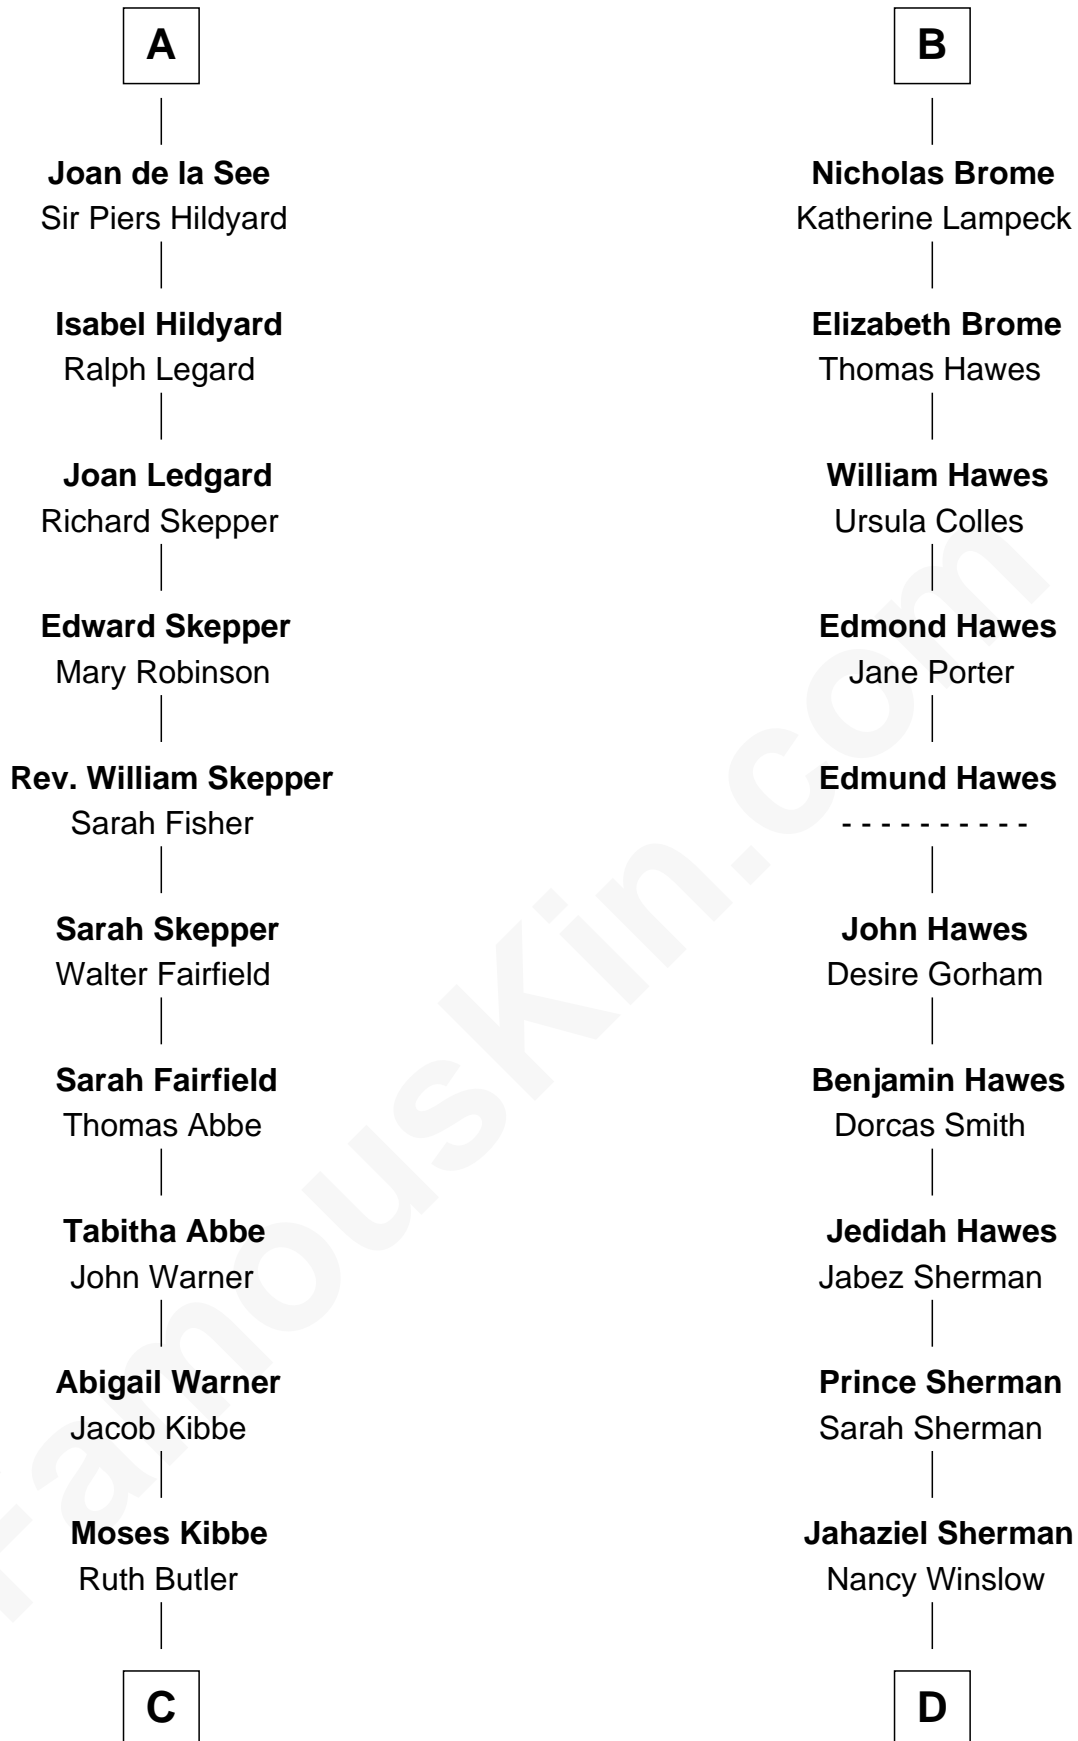 A
Joan de la See
Sir Piers Hildyard
Isabel Hildyard
Ralph Legard
Joan Ledgard
Richard Skepper
Edward Skepper
Mary Robinson
Rev. William Skepper
Sarah Fisher
Sarah Skepper
Walter Fairfield
Sarah Fairfield
Thomas Abbe
Tabitha Abbe
John Warner
Abigail Warner
Jacob Kibbe
Moses Kibbe
Ruth Butler
C
B
Nicholas Brome
Katherine Lampeck
Elizabeth Brome
Thomas Hawes
William Hawes
Ursula Colles
Edmond Hawes
Jane Porter
Edmund Hawes
- - - - - - - - - -
John Hawes
Desire Gorham
Benjamin Hawes
Dorcas Smith
Jedidah Hawes
Jabez Sherman
Prince Sherman
Sarah Sherman
Jahaziel Sherman
Nancy Winslow
D
FamousKin.com